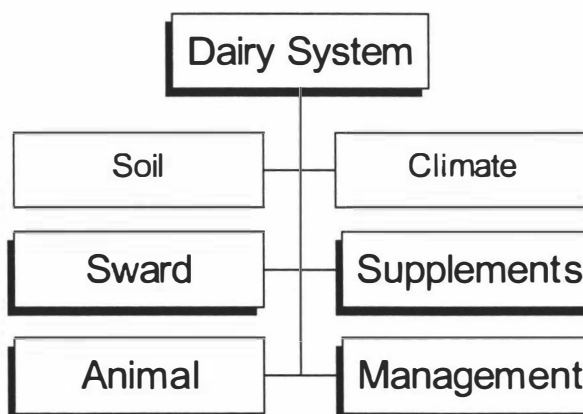 Dairy System
Soil
Climate
Sward
Supplements
Animal
Management